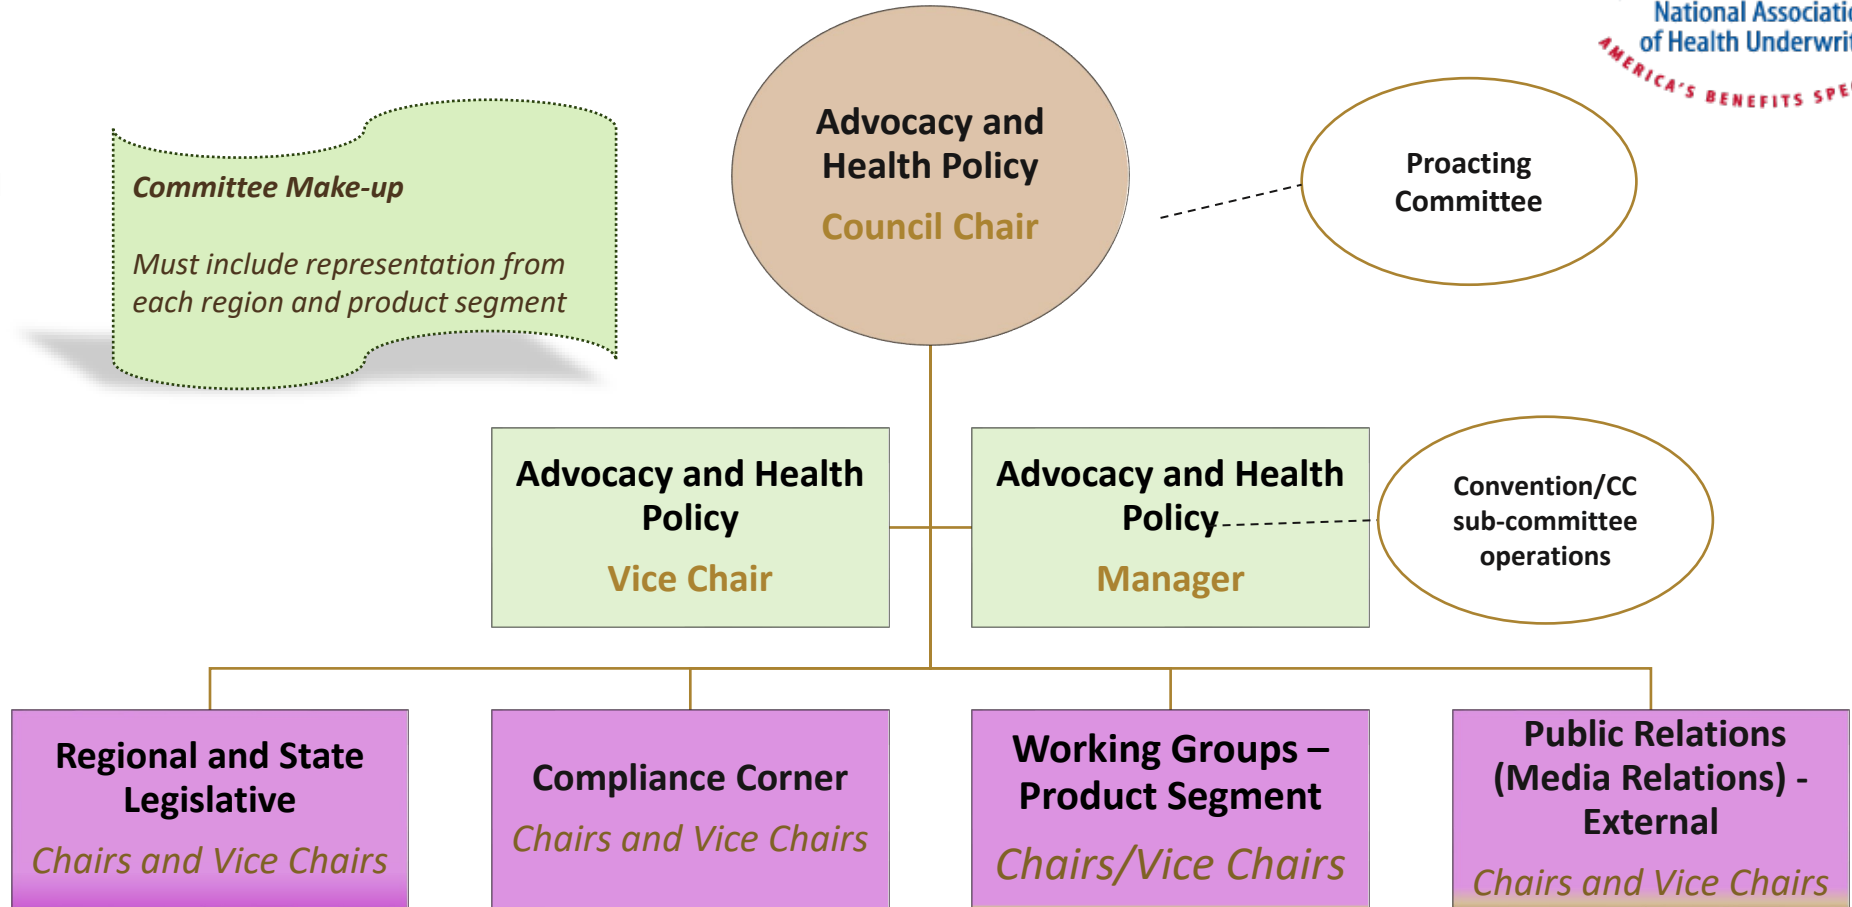 National Associatio
of Health Underwrit
AMERICA'S BENEFITS SPE
Advocacy and
Health Policy
Council Chair
Proacting
Committee
Committee Make-up
Must include representation from
each region and product segment
Advocacy and Health
Policy
Vice Chair
Advocacy and Health
Policy
Manager
Convention/CC
sub-committee
operations
Regional and State
Legislative
Chairs and Vice Chairs
Compliance Corner
Chairs and Vice Chairs
Working Groups –
Product Segment
Chairs/Vice Chairs
Public Relations
(Media Relations) -
External
Chairs and Vice Chairs